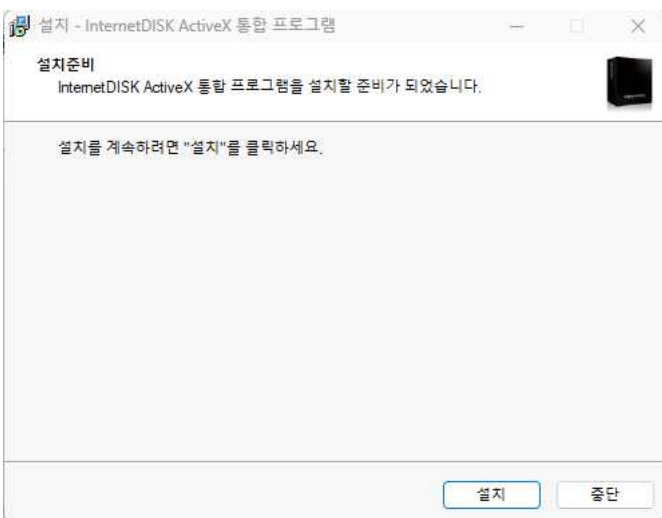 설치 - InternetDISK ActiveX 통합 프로그램
설치준비
InternetDISK ActiveX 통합 프로그램을 설치할 준비가 되었습니다.
설치를 계속하려면 "설치"를 클릭하세요.
설치
중단